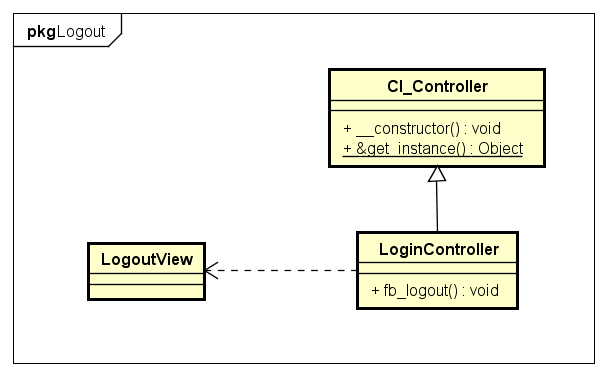 pkgLogout
CI_Controller
+ __constructor() : void
+ &get_instance() : Object
LogoutView
LoginController
+ fb_logout() : void